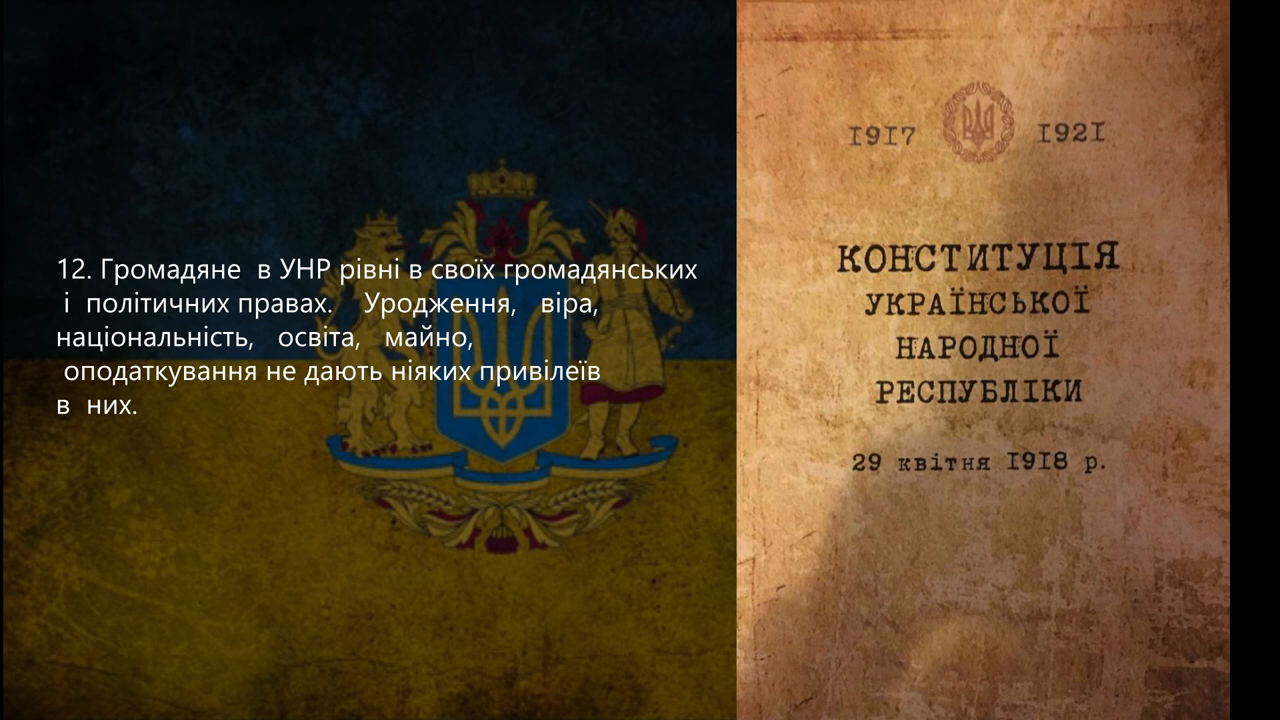 12. Громадяне в УНР рівні в своїх громадянських
і політичних правах. Уродження, віра,
національність, освіта, майно,
оподаткування не дають ніяких привілеїв
в них.
1917 1921
КОНСТИТУЦІЯ
УКРАЇНСЬКОЇ
НАРОДНОЇ
РЕСПУБЛІКИ
29 квітня 1918 р.